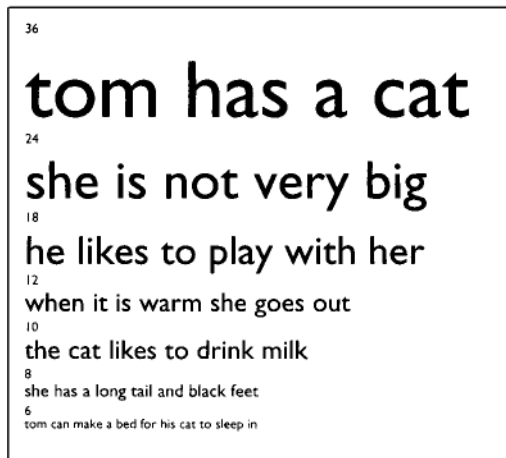 36
tom has a cat
24
she is not very big
18
he likes to play with her
12
when it is warm she goes out
10
the cat likes to drink milk
8
she has a long tail and black feet
6
tom can make a bed for his cat to sleep in